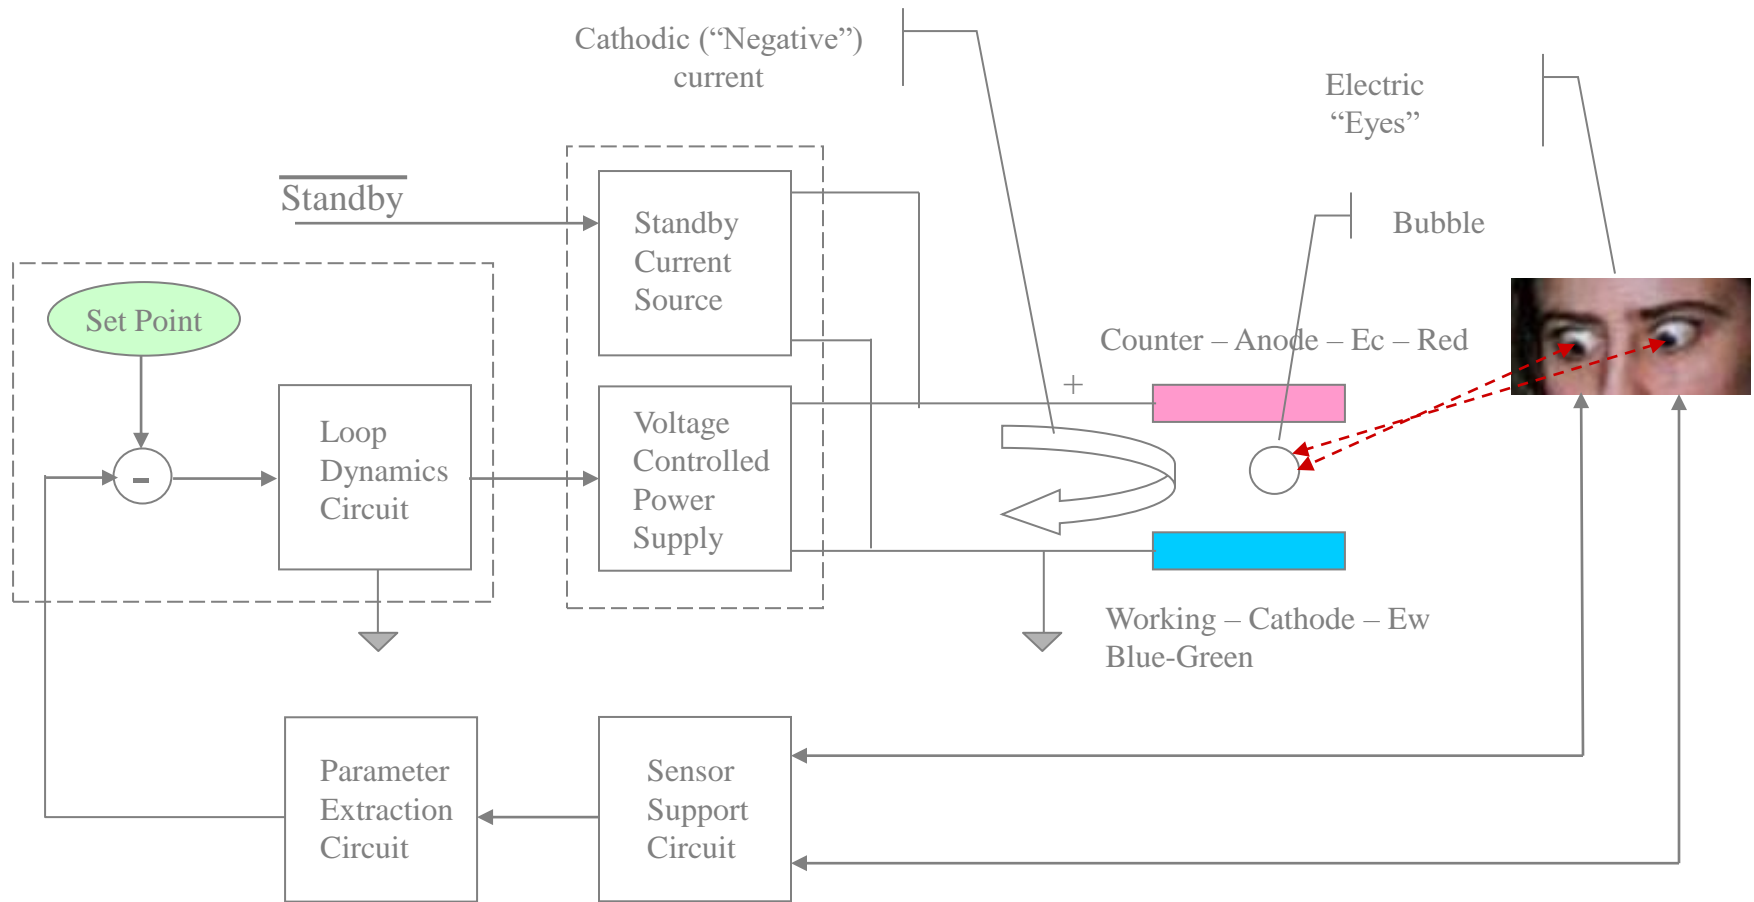 Cathodic (“Negative”)
current
Electric
“Eyes”
Standby
Standby
Current
Source
Bubble
Set Point
Counter – Anode – Ec – Red
+
Loop
Dynamics
Circuit
-
Voltage
Controlled
Power
Supply
Working – Cathode – Ew
Blue-Green
Parameter
Extraction
Circuit
Sensor
Support
Circuit